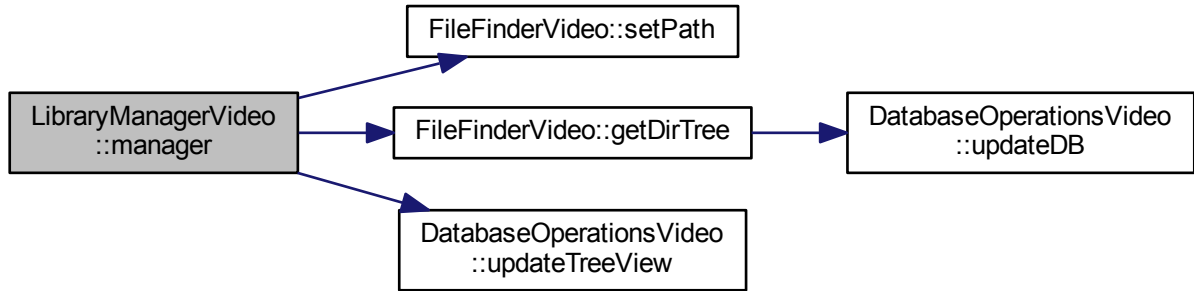 FileFinderVideo::setPath
LibraryManagerVideo
::manager
FileFinderVideo::getDirTree
DatabaseOperationsVideo
::updateDB
DatabaseOperationsVideo
::updateTreeView